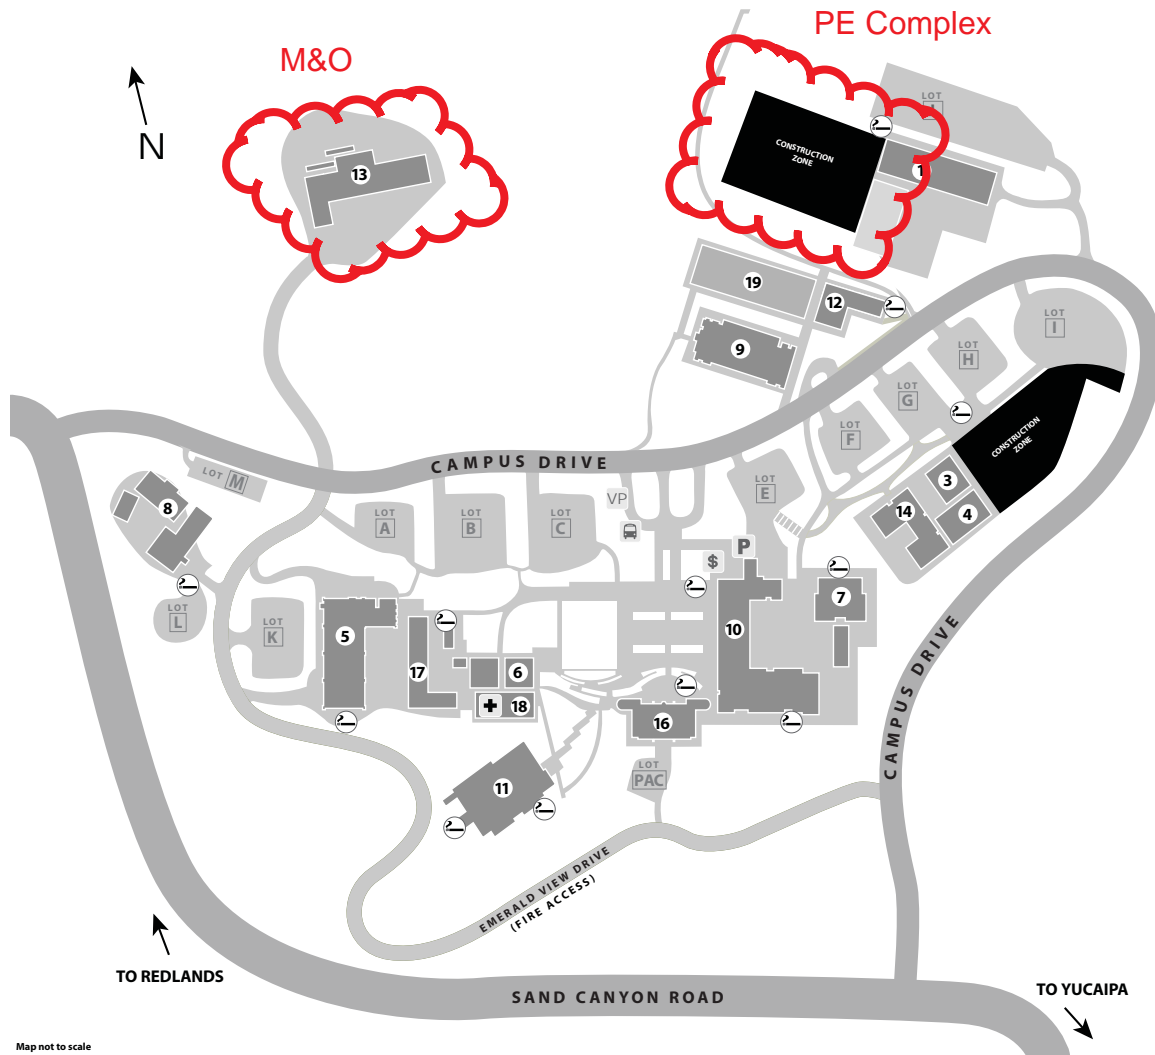 PE Complex
M&O
N
LOT
CONSTRUCTION
ZONE
13
1
19
12
9
LOT
I
LOT
H
LOT
G
LOT
F
CONSTRUCTION
ZONE
CAMPUS DRIVE
LOT M
8
LOT
E
3
4
14
VP
LOT
A
LOT
B
LOT
C
P
$
LOT
L
LOT
K
5
17
6
18
10
7
16
LOT
PAC
11
CAMPUS DRIVE
EMERALD VIEW DRIVE
(FIRE ACCESS)
TO REDLANDS
SAND CANYON ROAD
TO YUCAIPA
Map not to scale